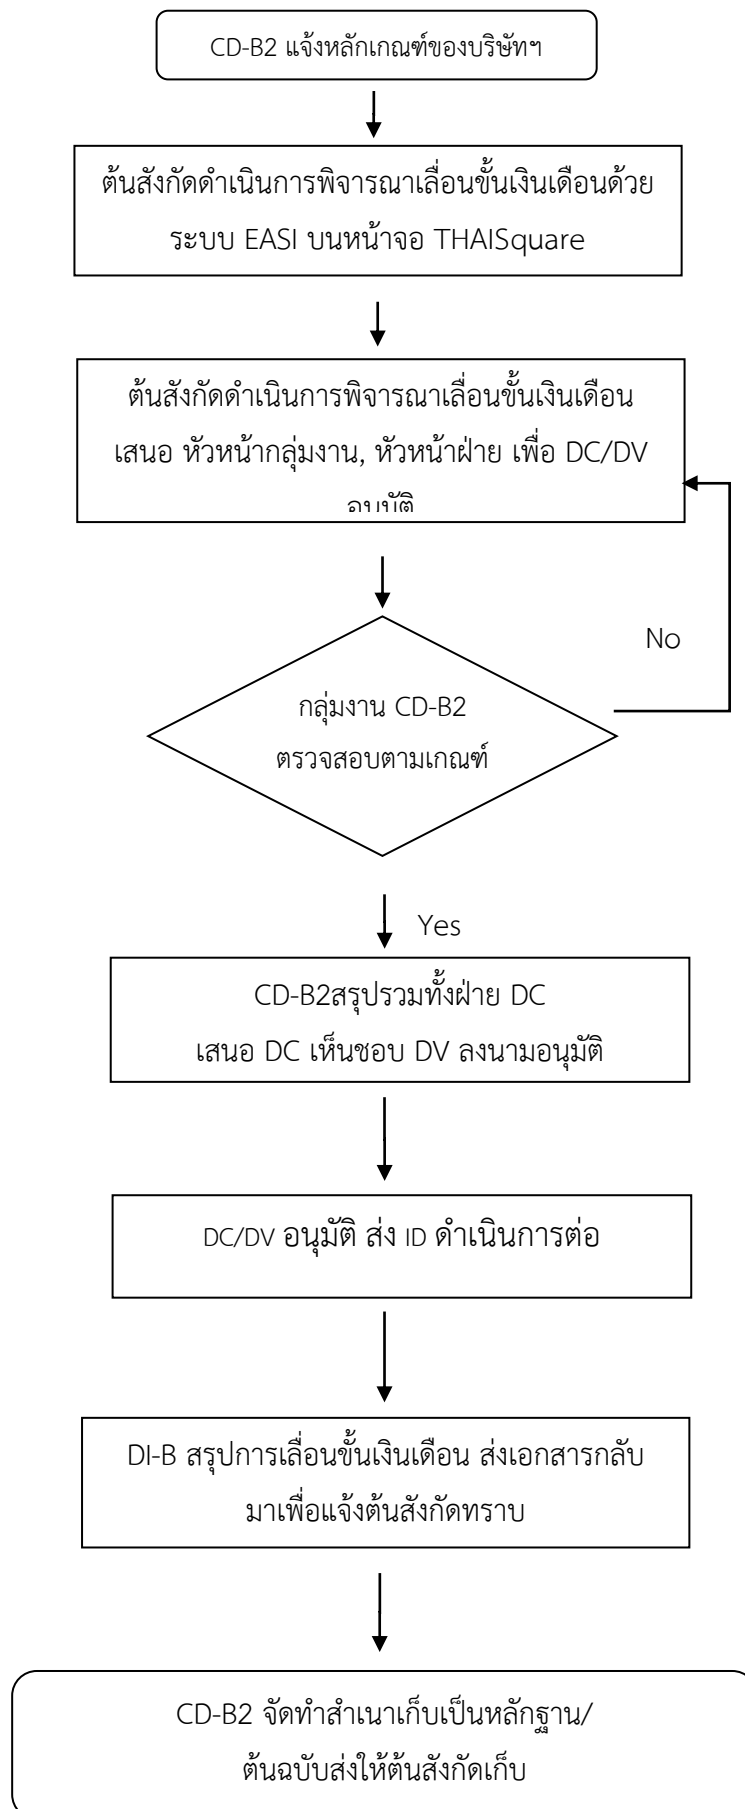 CD-B2 แจ้งหลักเกณฑ์ของบริษัทฯ
ต้นสังกัดดำเนินการพิจารณาเลื่อนขั้นเงินเดือนด้วย
ระบบ EASI บนหน้าจอ THAISquare
ต้นสังกัดดำเนินการพิจารณาเลื่อนขั้นเงินเดือน
เสนอ หัวหน้ากลุ่มงาน, หัวหน้าฝ่าย เพื่อ DC/DV
อนุมัติ
No
กลุ่มงาน CD-B2
ตรวจสอบตามเกณฑ์
Yes
CD-B2สรุปรวมทั้งฝ่าย DC
เสนอ DC เห็นชอบ DV ลงนามอนุมัติ
DC/DV อนุมัติ ส่ง ID ดำเนินการต่อ
DI-B สรุปการเลื่อนขั้นเงินเดือน ส่งเอกสารกลับ
มาเพื่อแจ้งต้นสังกัดทราบ
CD-B2 จัดทำสำเนาเก็บเป็นหลักฐาน/
ต้นฉบับส่งให้ต้นสังกัดเก็บ